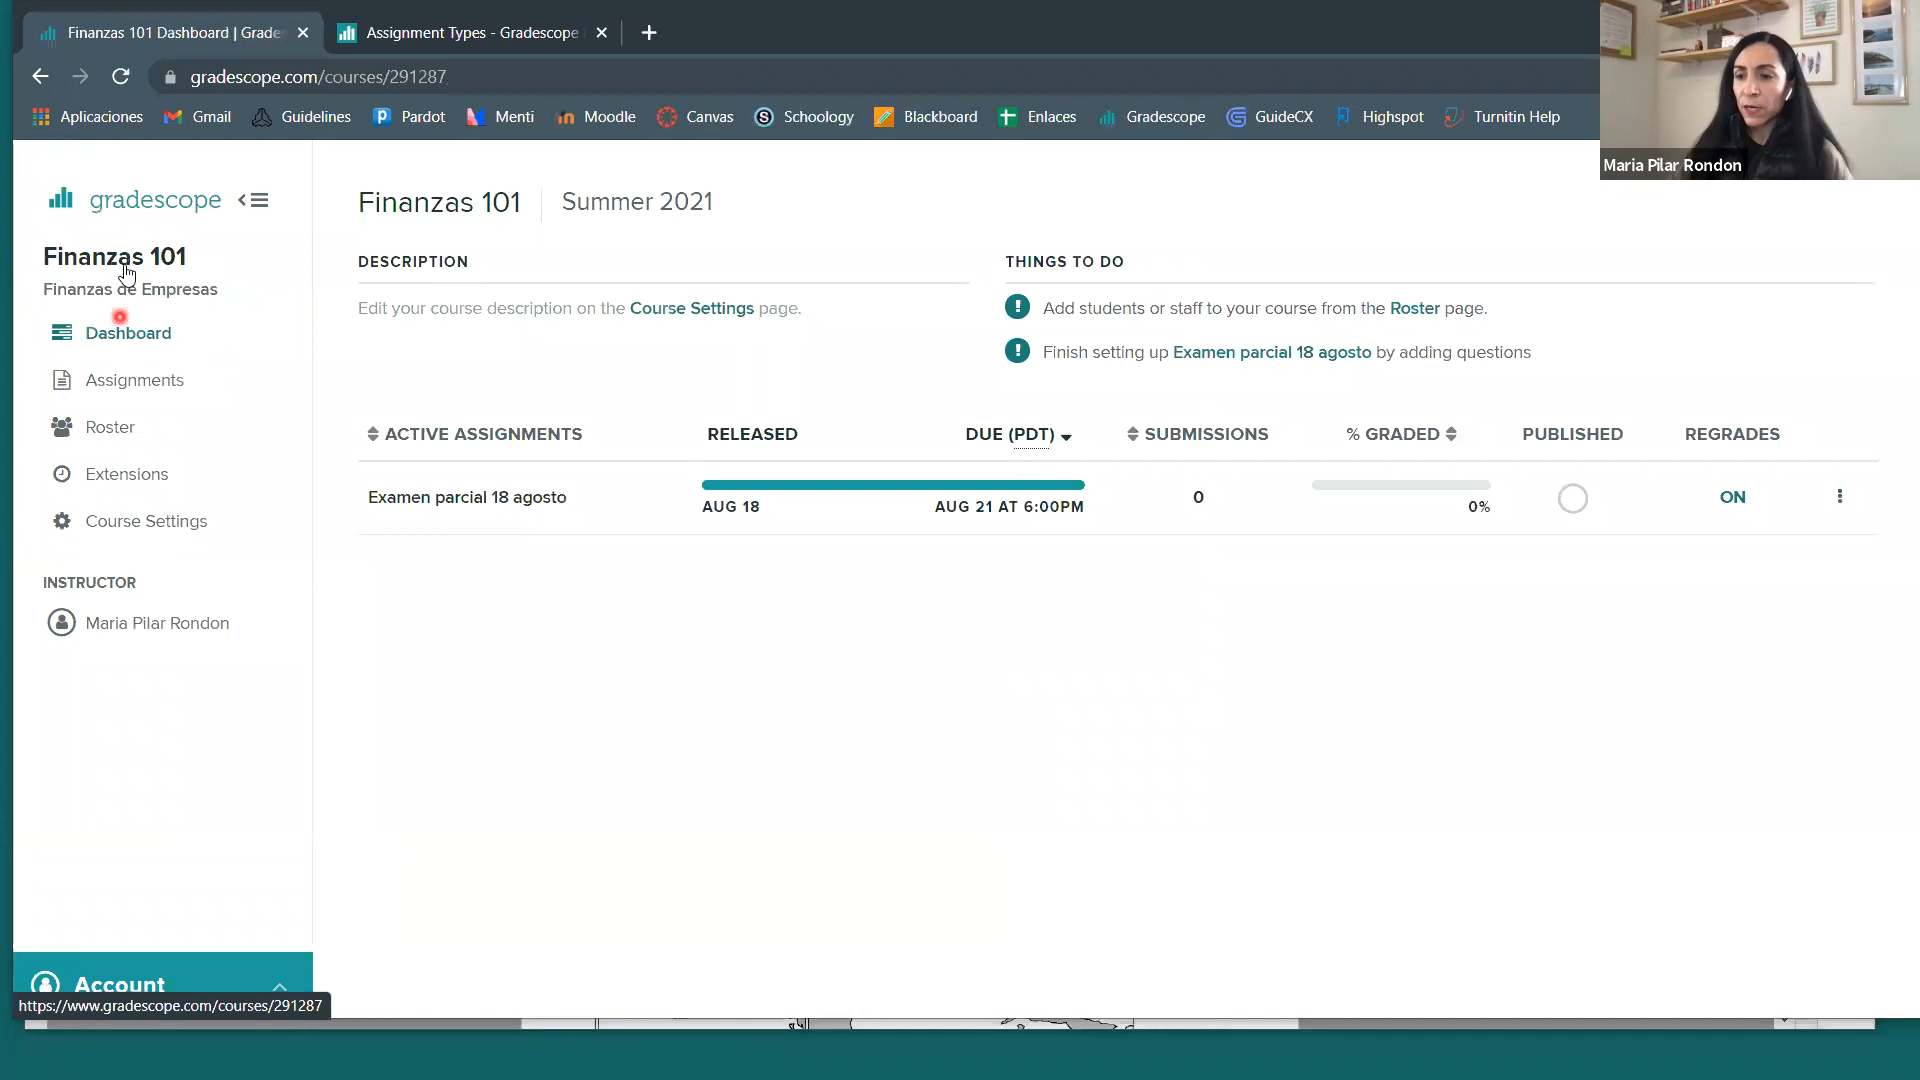 Finanzas 101 Dashboard | Grade
Assignment Types - Gradescope
gradescope.com/courses/291287
Aplicaciones
Gmail
Guidelines
Pardot
Menti
Moodle
Canvas
Schoology
Blackboard
Enlaces
Gradescope
GuideCX
Highspot
Turnitin Help
Maria Pilar Rondon
gradescope
Finanzas 101
Finanzas de Empresas
Dashboard
Assignments
Roster
Extensions
Course Settings
INSTRUCTOR
Maria Pilar Rondon
Account
https://www.gradescope.com/courses/291287
Finanzas 101
Summer 2021
DESCRIPTION
Edit your course description on the Course Settings page.
THINGS TO DO
Add students or staff to your course from the Roster page.
Finish setting up Examen parcial 18 agosto by adding questions
ACTIVE ASSIGNMENTS
RELEASED
DUE (PDT)
SUBMISSIONS
% GRADED
PUBLISHED
REGRADES
Examen parcial 18 agosto
AUG 18
AUG 21 AT 6:00PM
0
0%
ON